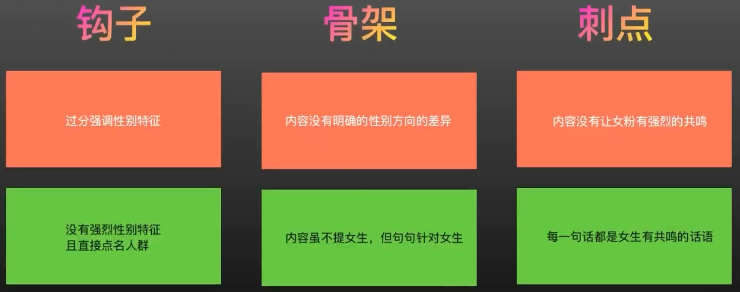 钩子
骨架
刺点
过分强调性别特征
内容没有明确的性别方向的差异
内容没有让女粉有强烈的共鸣
没有强烈性别特征
且直接点名人群
内容虽不提女生，但句句针对女生
每一句话都是女生有共鸣的话语